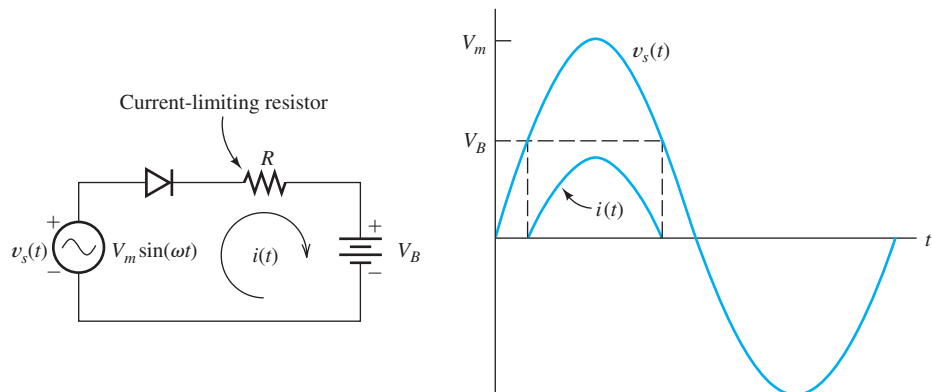 Current-limiting resistor
R
+
v_s(t)
−
V_m sin(ωt)
i(t)
+
V_B
−
V_m
v_s(t)
V_B
i(t)
t